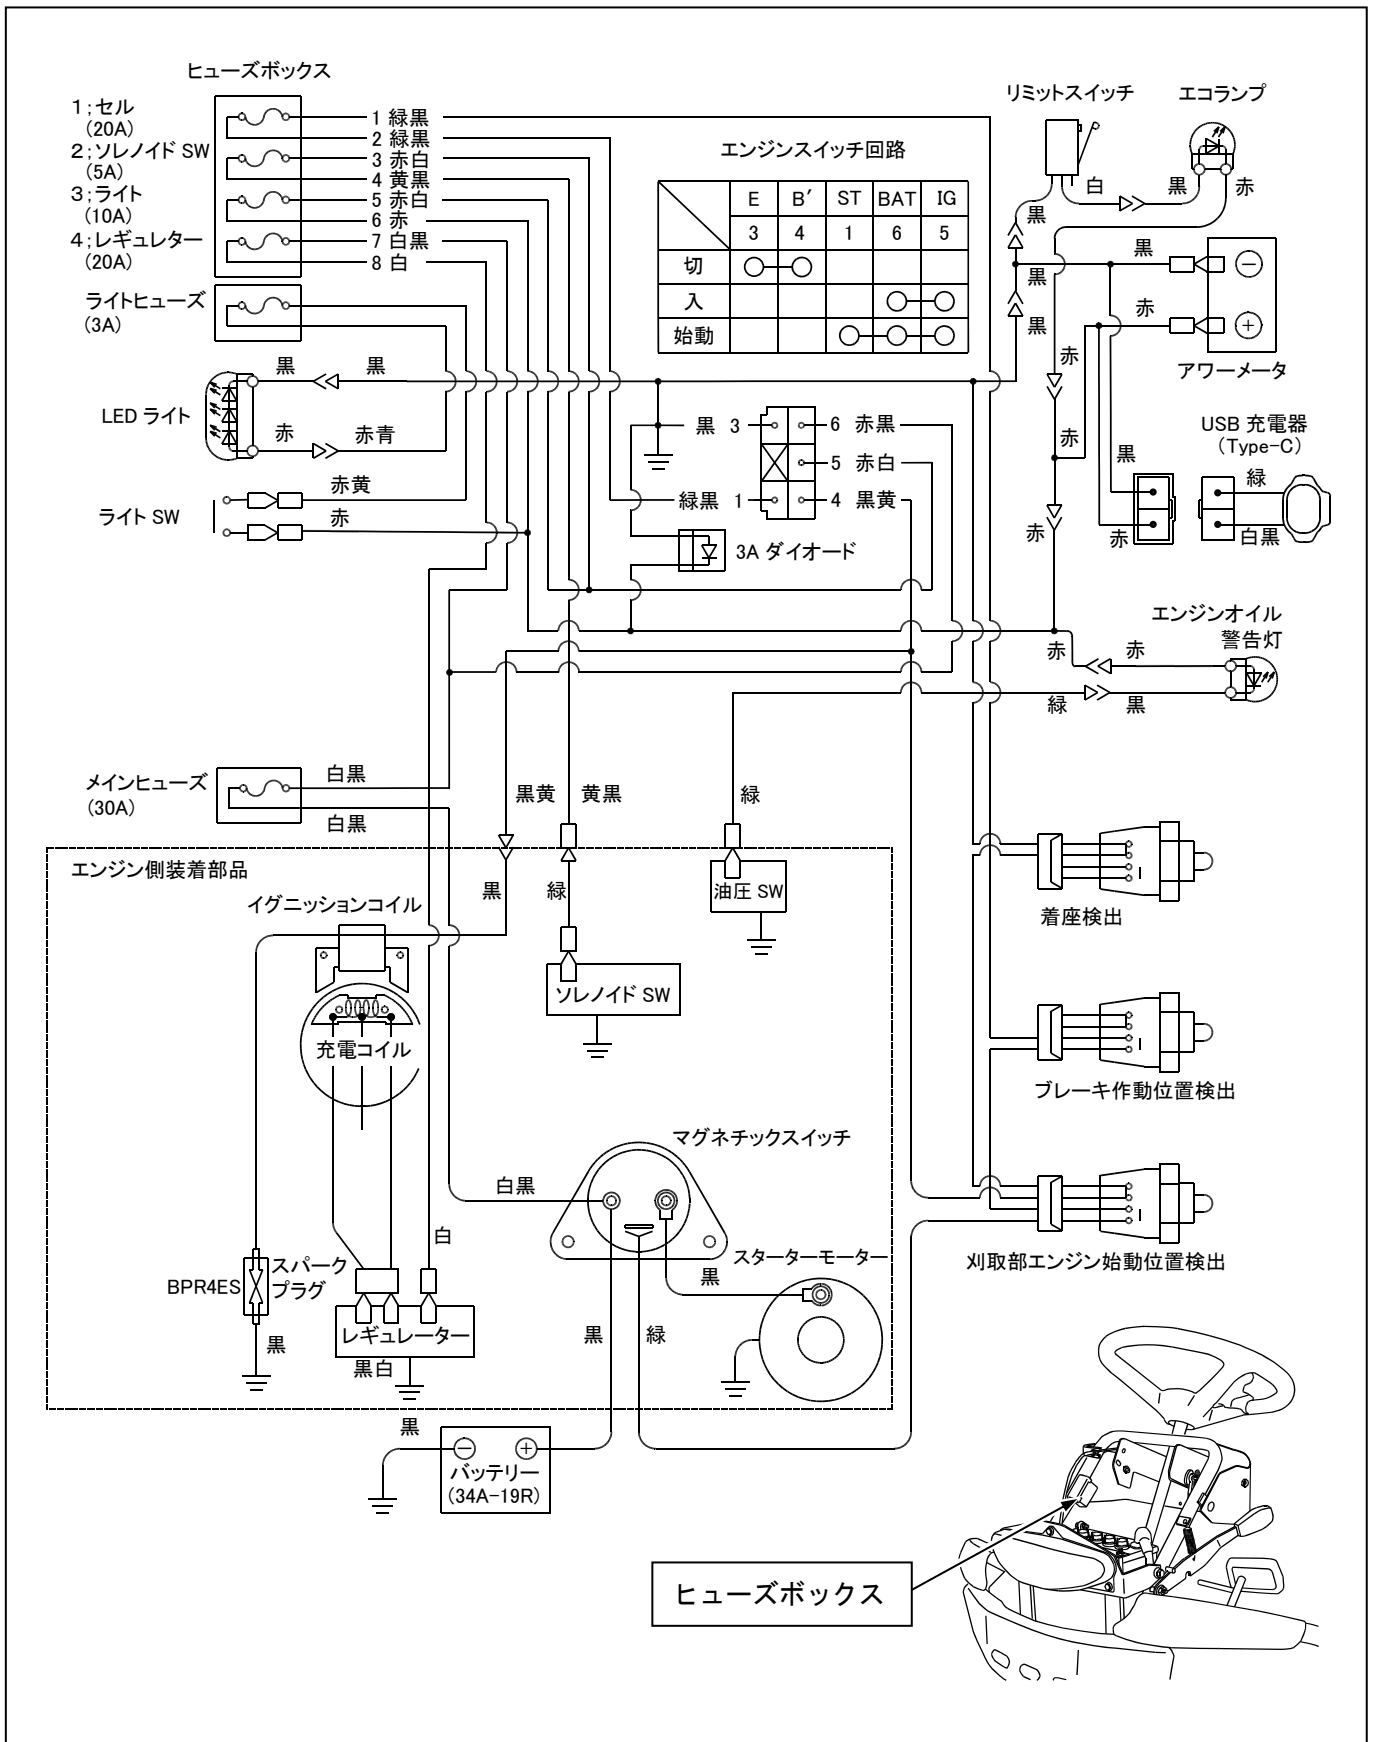 ヒューズボックス
1;セル
(20A)
2;ソレノイド SW
(5A)
3;ライト
(10A)
4;レギュレター
(20A)
1 緑黒
2 緑黒
3 赤白
4 黄黒
5 赤白
6 赤
7 白黒
8 白
ライトヒューズ
(3A)
エンジンスイッチ回路
E B′ ST BAT IG
3 4 1 6 5
切
入
始動
リミットスイッチ
エコランプ
白
黒
赤
黒
黒
黒
黒
赤
アワーメータ
赤
赤
赤
USB 充電器
(Type-C)
黒
赤
緑
白黒
LED ライト
黒
黒
赤
赤青
ライト SW
赤黄
赤
黒 3
6 赤黒
5 赤白
緑黒 1
4 黒黄
3A ダイオード
エンジンオイル
警告灯
赤
赤
緑
黒
メインヒューズ
(30A)
白黒
白黒
黒黄
黄黒
緑
エンジン側装着部品
イグニッションコイル
黒
緑
油圧 SW
ソレノイド SW
充電コイル
着座検出
ブレーキ作動位置検出
刈取部エンジン始動位置検出
マグネチックスイッチ
白黒
白
スターターモーター
黒
黒
緑
BPR4ES
スパーク
プラグ
黒
レギュレーター
黒白
黒
バッテリー
(34A-19R)
ヒューズボックス